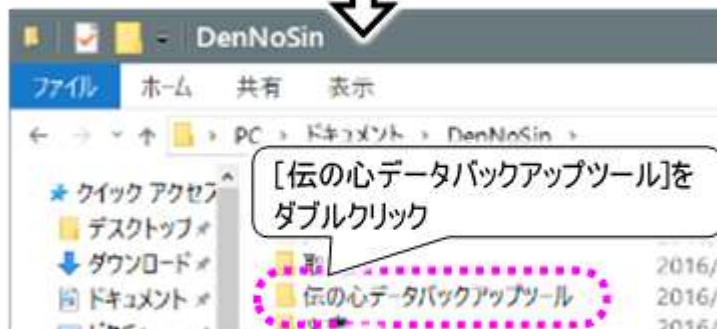 DenNoSin
ファイル ホーム 共有 表示
PC › ドキュメント › DenNoSin ›
[伝の心データバックアップツール]を
ダブルクリック
クイック アクセス
デスクトップ
ダウンロード
2016/
伝の心データバックアップツール
2016/
ドキュメント
2016/